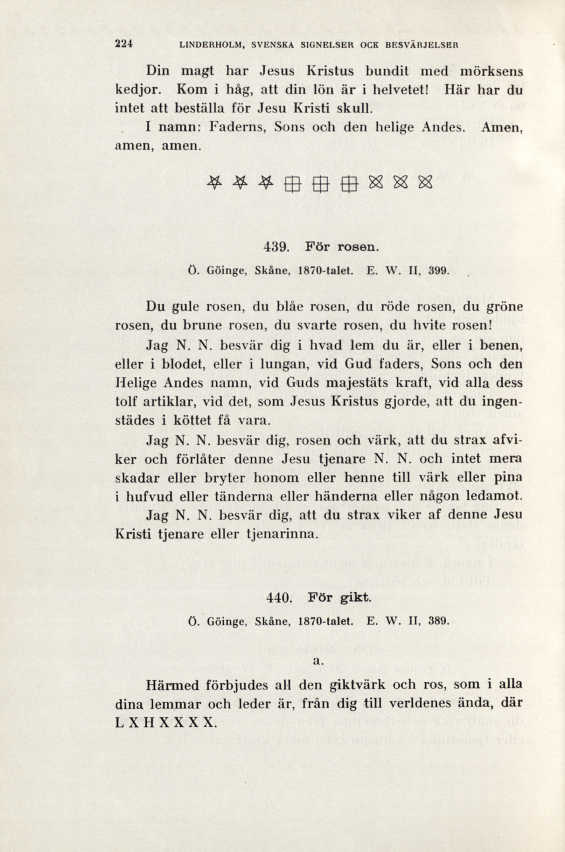 224 LINDERHOLM, SVENSKA SIGNELSER OCK BESVÄRJELSER
Din magt har Jesus Kristus bundit med mörksens
kedjor. Kom i håg, att din lön är i helvetet! Här har du
intet att beställa för Jesu Kristi skull.
I namn: Faderns, Sons och den helige Andes. Amen,
amen, amen.
439. För rosen.
Ö. Göinge, Skåne, 1870-talet. E. W. II, 399.
Du gule rosen, du blåe rosen, du röde rosen, du gröne
rosen, du brune rosen, du svarte rosen, du hvite rosen!
Jag N. N. besvär dig i hvad lem du är, eller i benen,
eller i blodet, eller i lungan, vid Gud faders, Sons och den
Helige Andes namn, vid Guds majestäts kraft, vid alla dess
tolf artiklar, vid det, som Jesus Kristus gjorde, att du ingen-
städes i köttet få vara.
Jag N. N. besvär dig, rosen och värk, att du strax afvi-
ker och förlåter denne Jesu tjenare N. N. och intet mera
skadar eller bryter honom eller henne till värk eller pina
i hufvud eller tänderna eller händerna eller någon ledamot.
Jag N. N. besvär dig, att du strax viker af denne Jesu
Kristi tjenare eller tjenarinna.
440. För gikt.
Ö. Göinge, Skåne, 1870-talet. E. W. II, 389.
a.
Härmed förbjudes all den giktvärk och ros, som i alla
dina lemmar och leder är, från dig till verldenes ända, där
L X H X X X X.